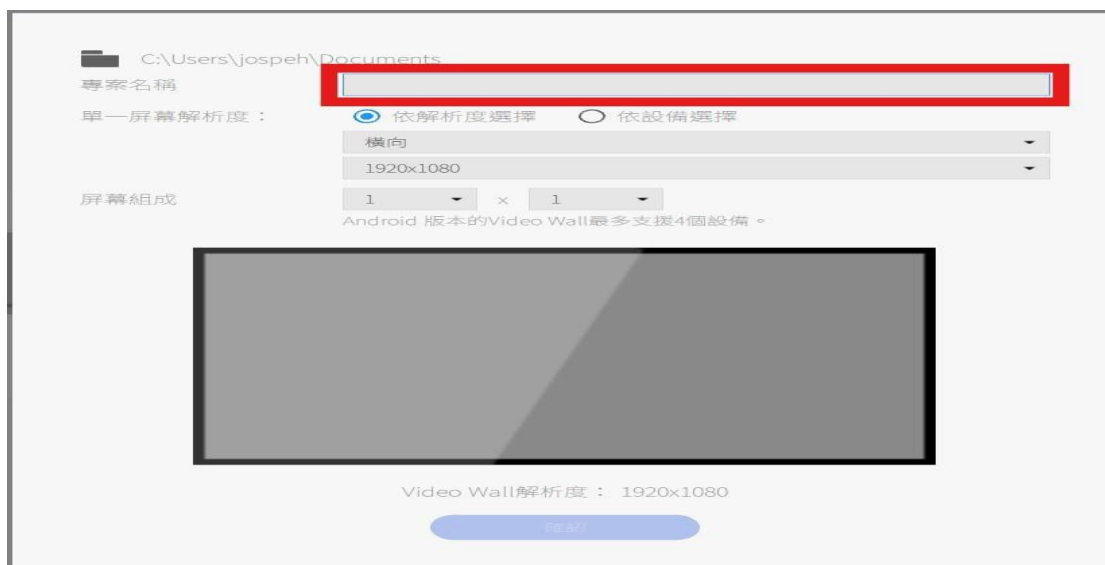 C:\Users\jospeh\Documents
專案名稱
單一屏幕解析度： 依解析度選擇 依設備選擇
橫向
1920x1080
屏幕組成 1 x 1
Android 版本的Video Wall最多支援4個設備。
Video Wall解析度： 1920x1080